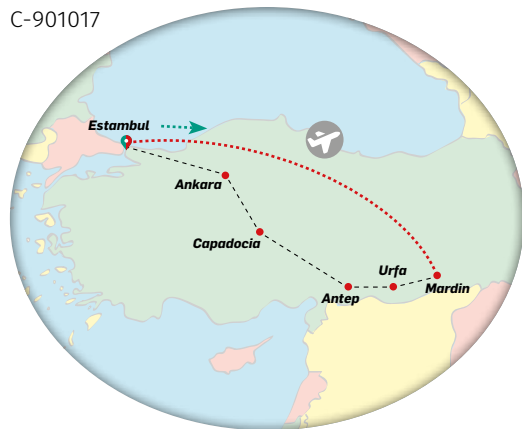 C-901017
Estambul
Ankara
Capadocia
Urfa
Antep
Mardin